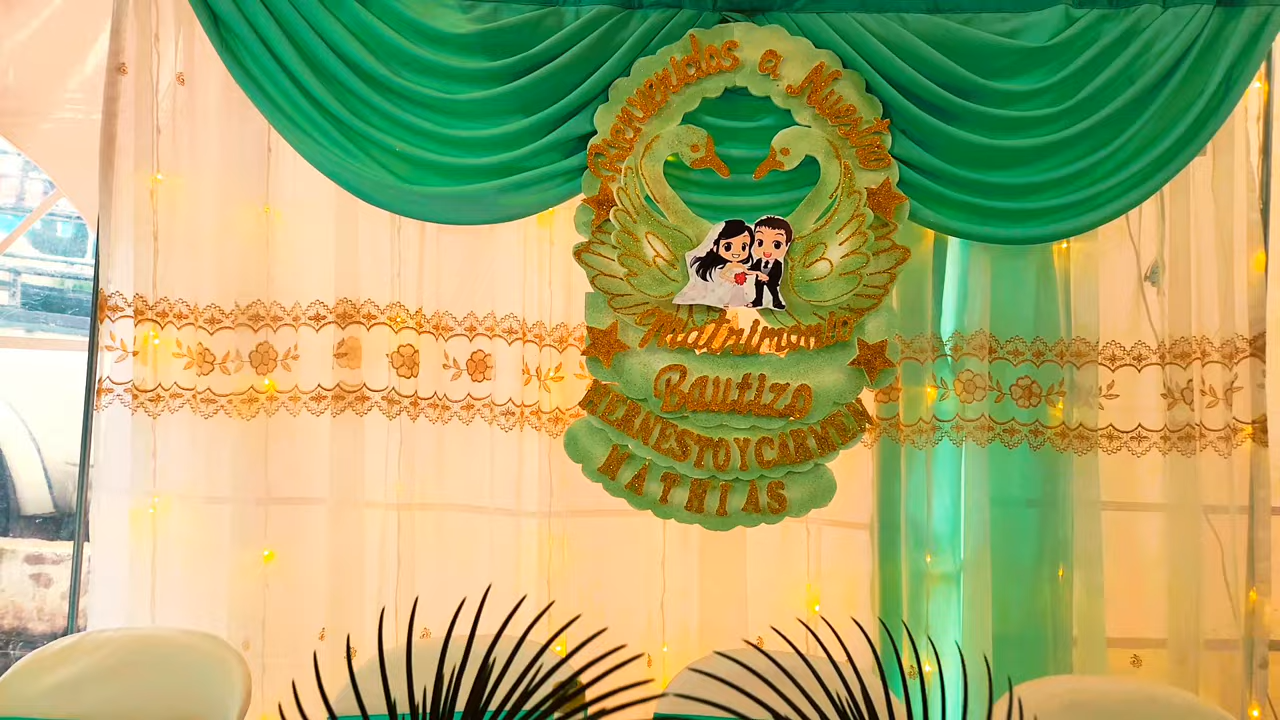 Bienvenidos a Nuestro
Matrimonio
Bautizo
HERNESTO Y CARMEN
MATHIAS